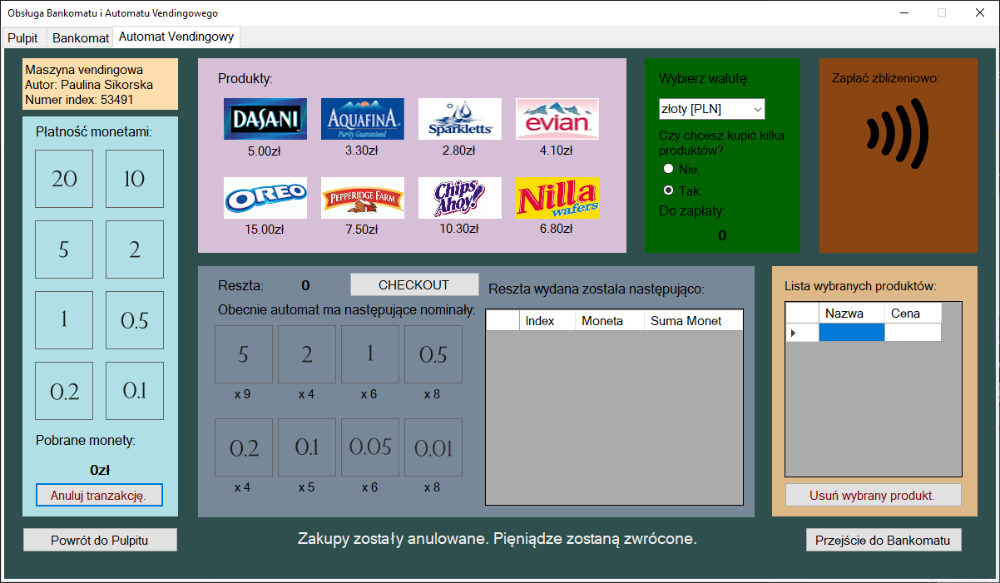 Obsługa Bankomatu i Automatu Vendingowego
Pulpit
Bankomat
Automat Vendingowy
Maszyna vendingowa
Autor: Paulina Sikorska
Numer index: 53491
Płatność monetami:
20
10
5
2
1
0.5
0.2
0.1
Pobrane monety:
0zł
Anuluj tranzakcję.
Produkty:
DASANI
AQUAFINA
Purity Guaranteed
Sparkletts
evian.
5.00zł
3.30zł
2.80zł
4.10zł
OREO
PEPPERIDGE FARM
Chips Ahoy!
Nilla
wafers
15.00zł
7.50zł
10.30zł
6.80zł
Wybierz walutę:
złoty [PLN]
Czy chcesz kupić kilka
produktów?
Nie.
Tak.
Do zapłaty:
0
Zapłać zbliżeniowo:
Reszta:
0
CHECKOUT
Obecnie automat ma następujące nominały:
5
2
1
0.5
x 9
x 4
x 6
x 8
0.2
0.1
0.05
0.01
x 4
x 5
x 6
x 8
Reszta wydana została następująco:
Index
Moneta
Suma Monet
Lista wybranych produktów:
Nazwa
Cena
Usuń wybrany produkt.
Powrót do Pulpitu
Zakupy zostały anulowane. Pięniądze zostaną zwrócone.
Przejście do Bankomatu